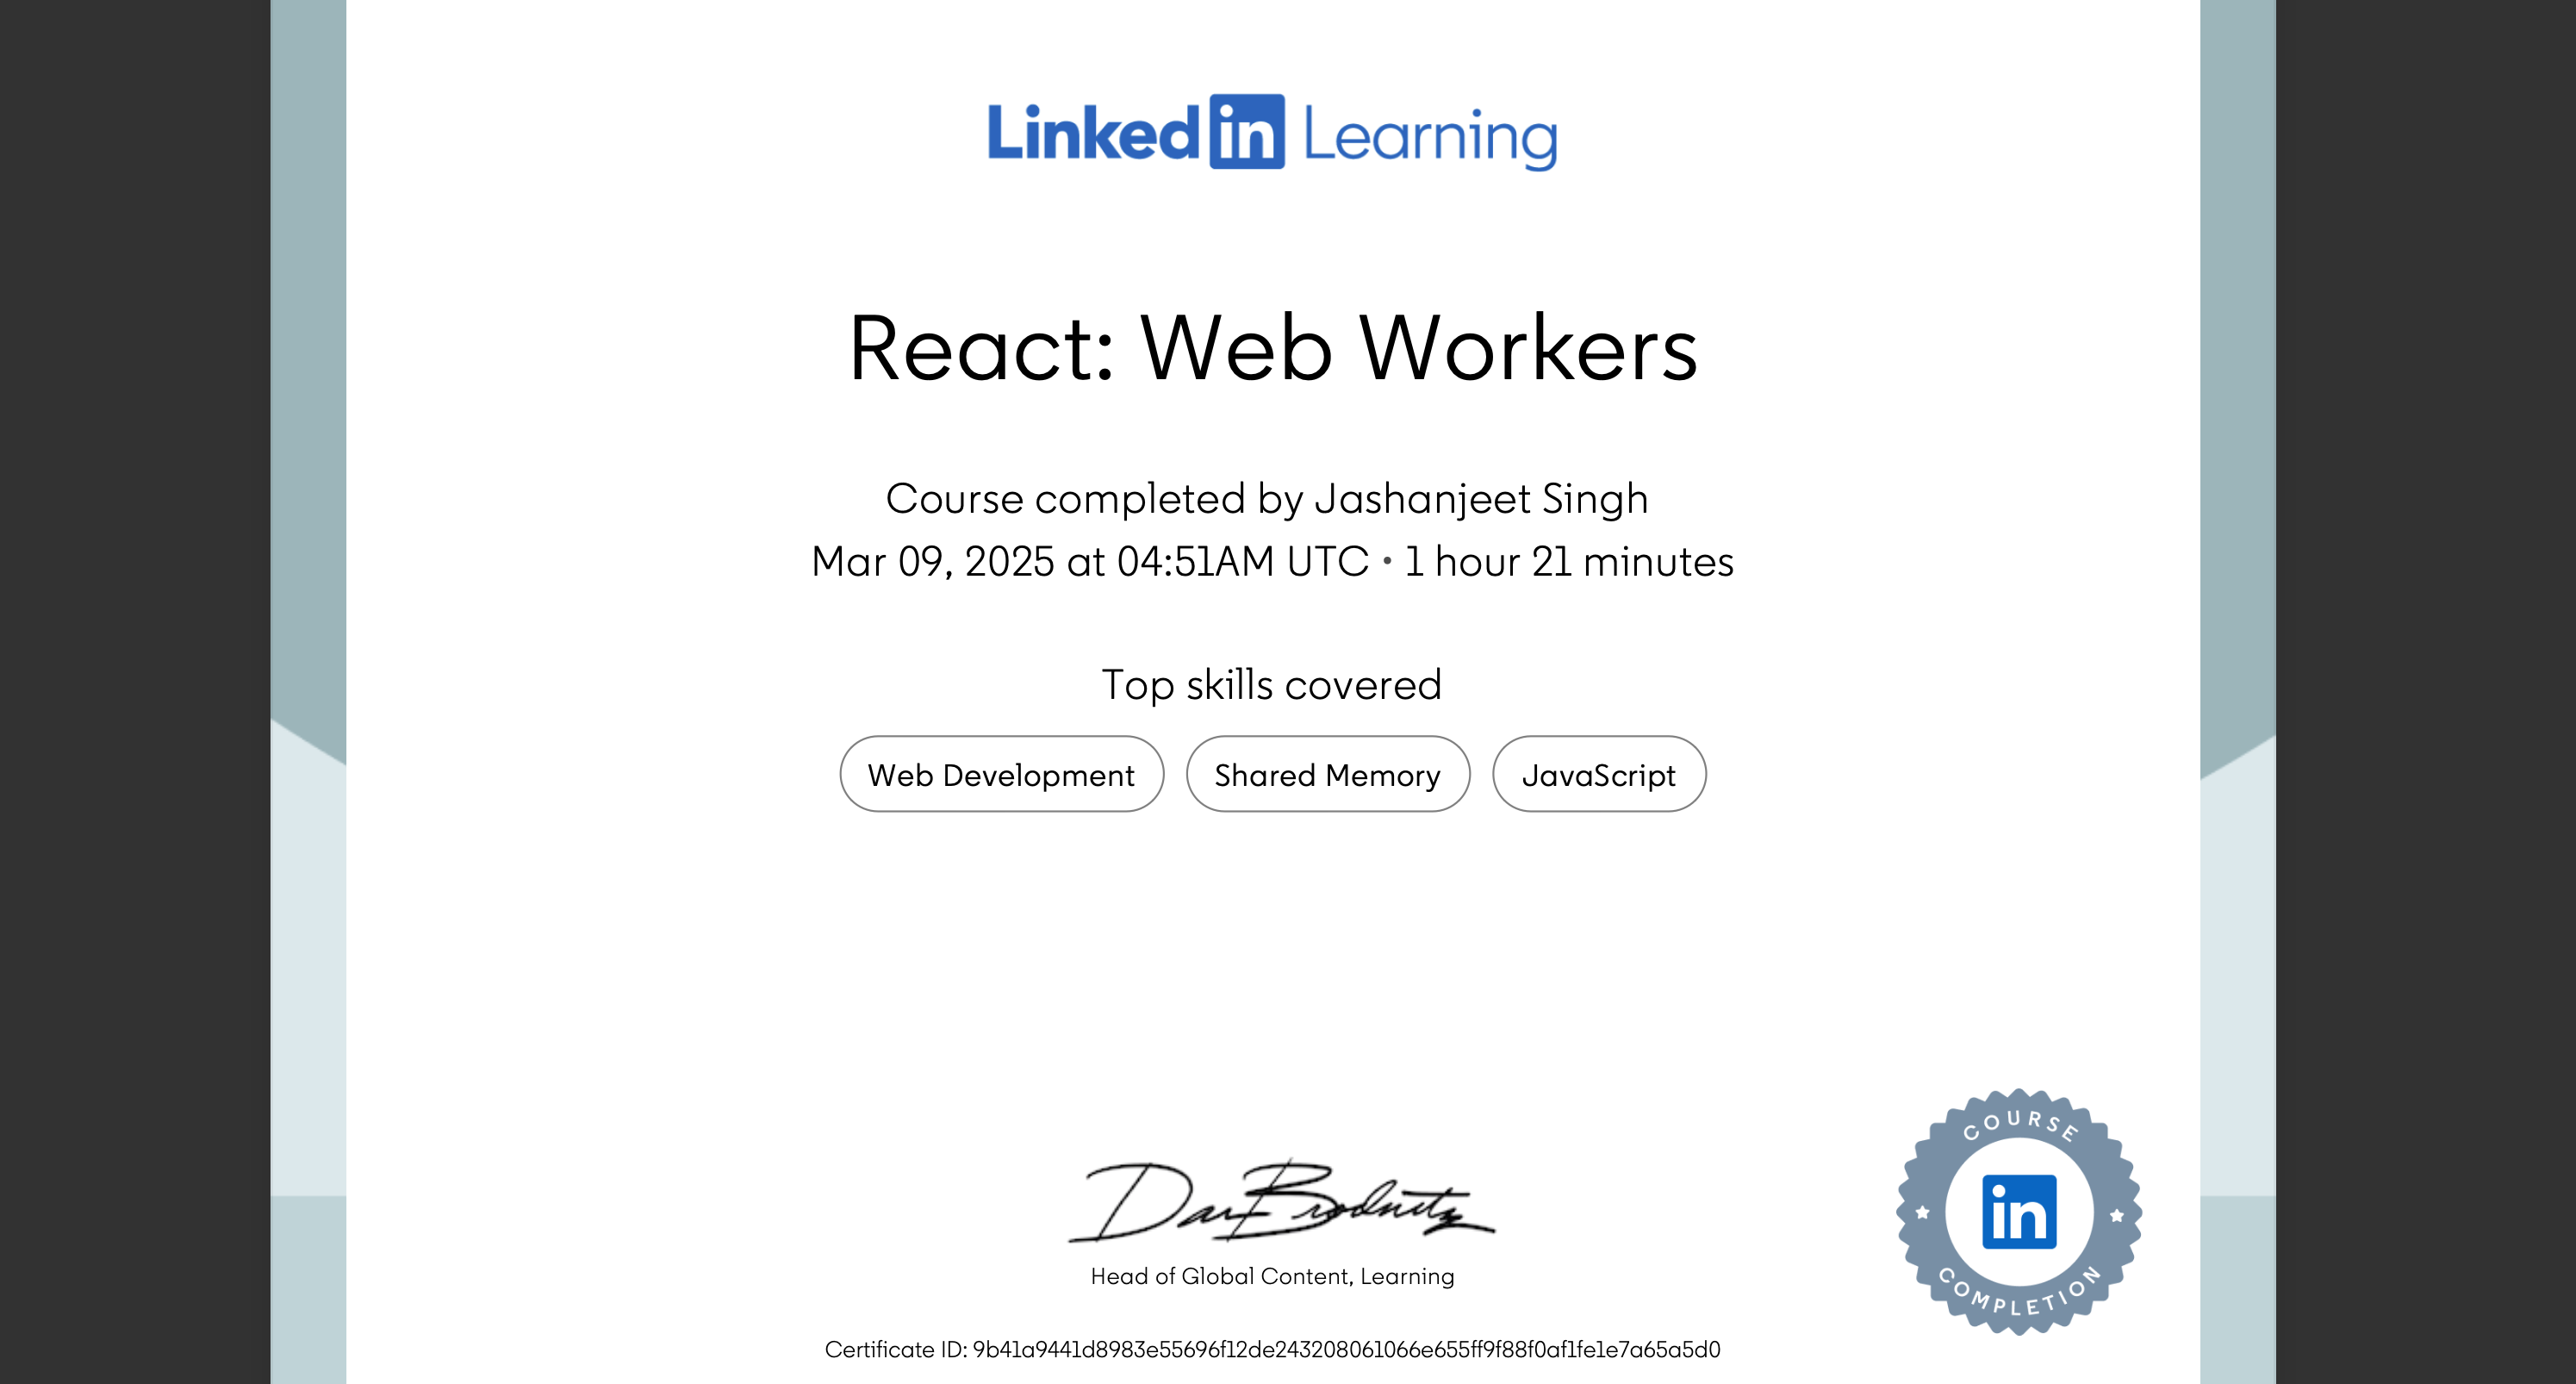 Linked in Learning
React: Web Workers
Course completed by Jashanjeet Singh
Mar 09, 2025 at 04:51AM UTC • 1 hour 21 minutes
Top skills covered
Web Development
Shared Memory
JavaScript
Dan Brodnitz
Head of Global Content, Learning
COURSE
in
COMPLETION
Certificate ID: 9b41a9441d8983e55696f12de243208061066e655ff9f88f0af1fe1e7a65a5d0